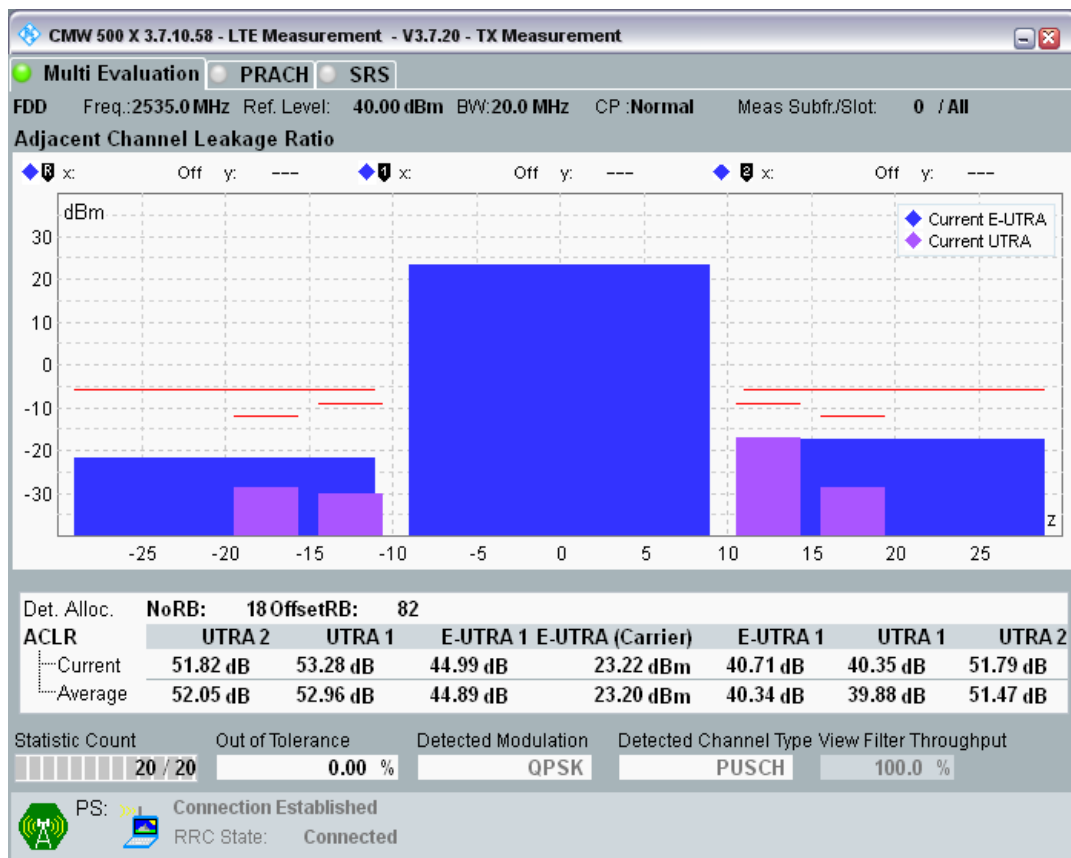 CMW 500 X 3.7.10.58 - LTE Measurement - V3.7.20 - TX Measurement
Multi Evaluation PRACH SRS
FDD Freq.:2535.0 MHz Ref. Level: 40.00 dBm BW:20.0 MHz CP :Normal Meas Subfr./Slot: 0 / All
Adjacent Channel Leakage Ratio
R x: Off y: --- 1 x: Off y: --- 2 x: Off y: ---
dBm
Current E-UTRA
Current UTRA
30
20
10
0
-10
-20
-30
z
-25 -20 -15 -10 -5 0 5 10 15 20 25
Det. Alloc. NoRB: 18 OffsetRB: 82
ACLR UTRA 2 UTRA 1 E-UTRA 1 E-UTRA (Carrier) E-UTRA 1 UTRA 1 UTRA 2
Current 51.82 dB 53.28 dB 44.99 dB 23.22 dBm 40.71 dB 40.35 dB 51.79 dB
Average 52.05 dB 52.96 dB 44.89 dB 23.20 dBm 40.34 dB 39.88 dB 51.47 dB
Statistic Count Out of Tolerance Detected Modulation Detected Channel Type View Filter Throughput
20 / 20 0.00 % QPSK PUSCH 100.0 %
PS: Connection Established
RRC State: Connected